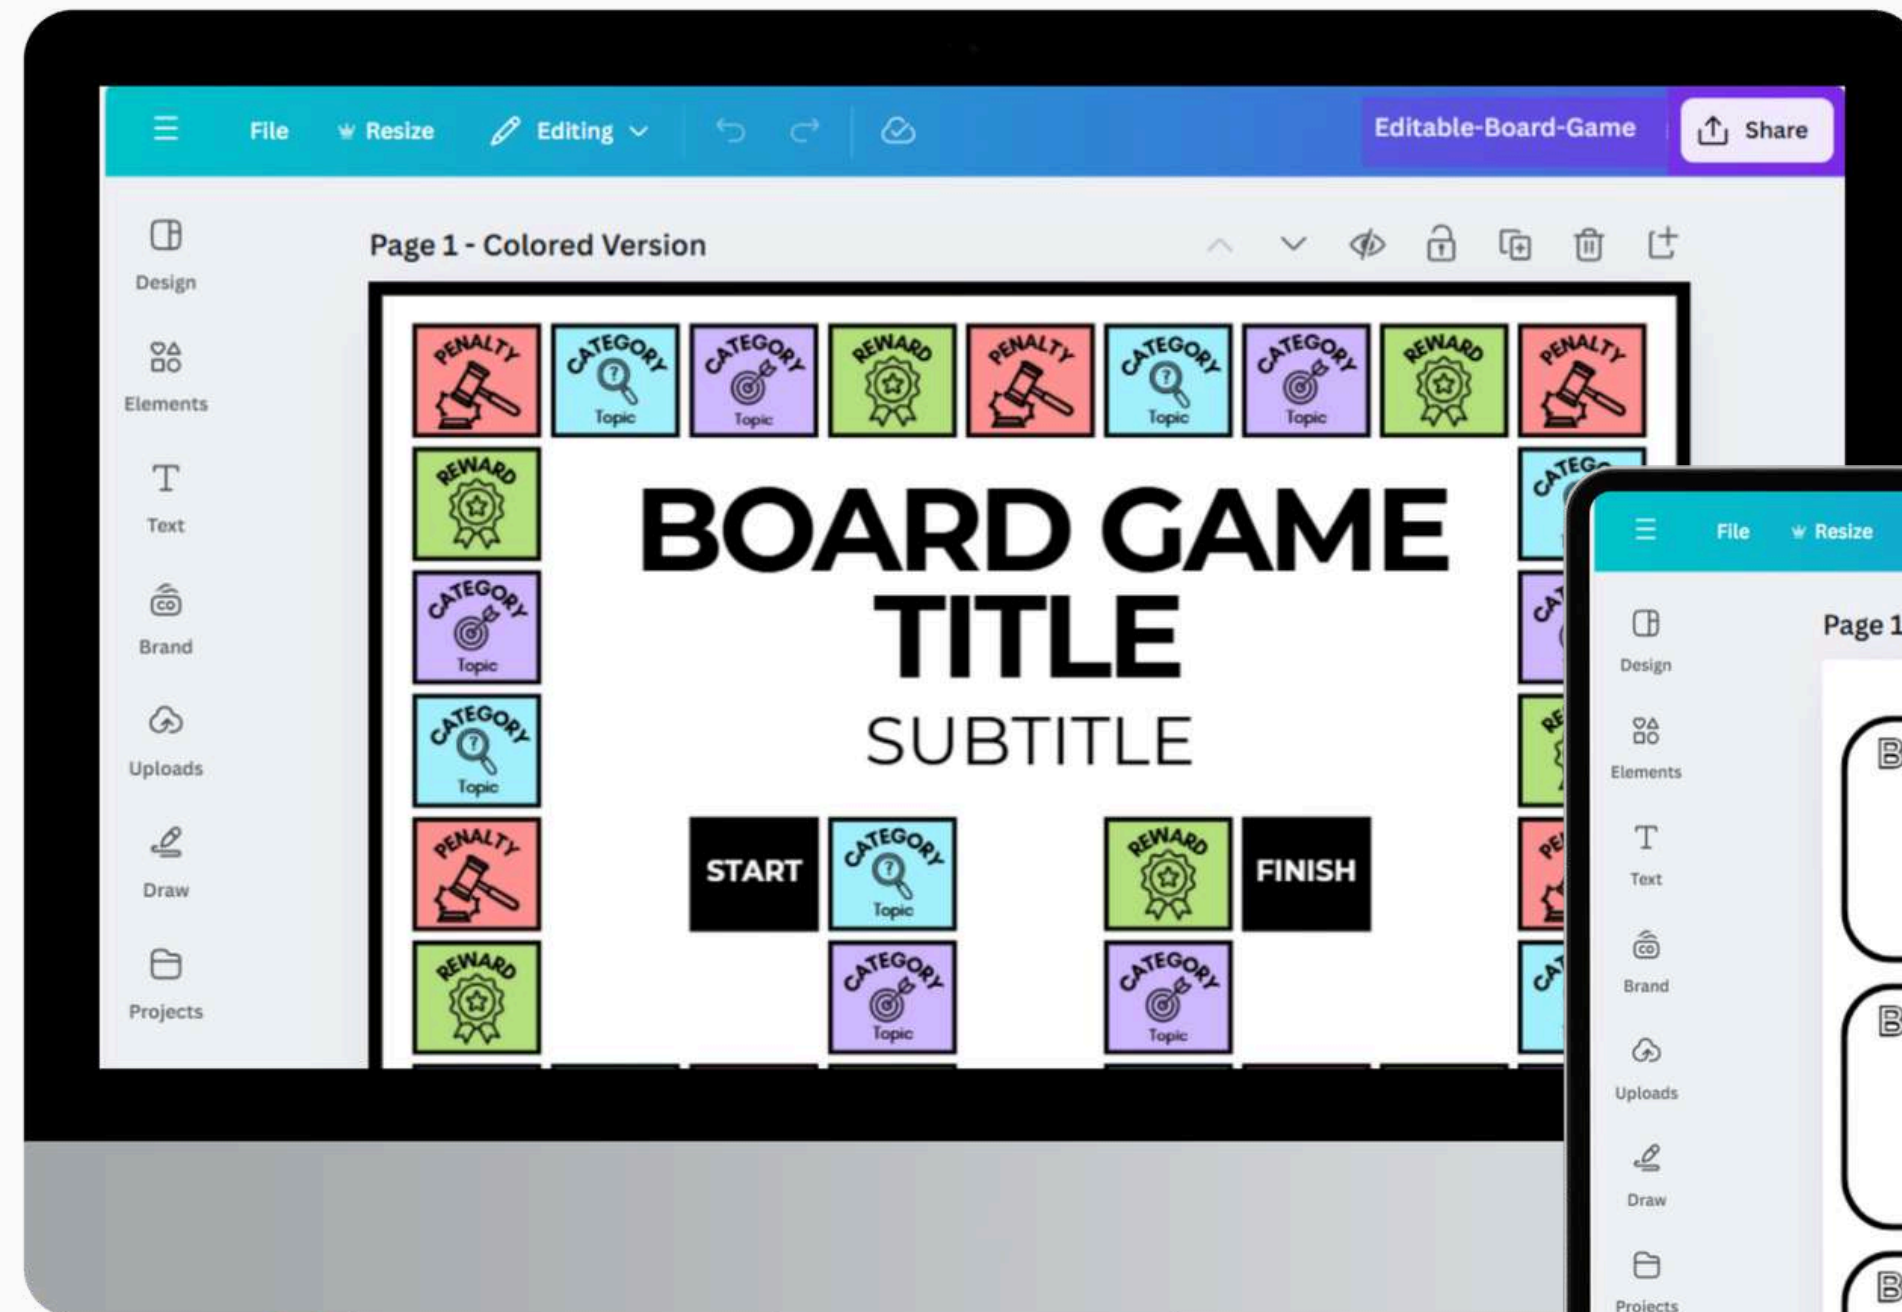 File Resize Editing Editable-Board-Game Share
Design
Elements
Text
Brand
Uploads
Draw
Projects
Page 1 - Colored Version
PENALTY CATEGORY CATEGORY REWARD PENALTY CATEGORY CATEGORY REWARD PENALTY
Topic Topic Topic Topic
REWARD
CATEGORY
Topic
CATEGORY
Topic
PENALTY
REWARD
BOARD GAME
TITLE
SUBTITLE
START CATEGORY REWARD FINISH
Topic
CATEGORY CATEGORY
Topic Topic
File Resize
Design
Elements
Text
Brand
Uploads
Draw
Projects
Page 1
B
B
B